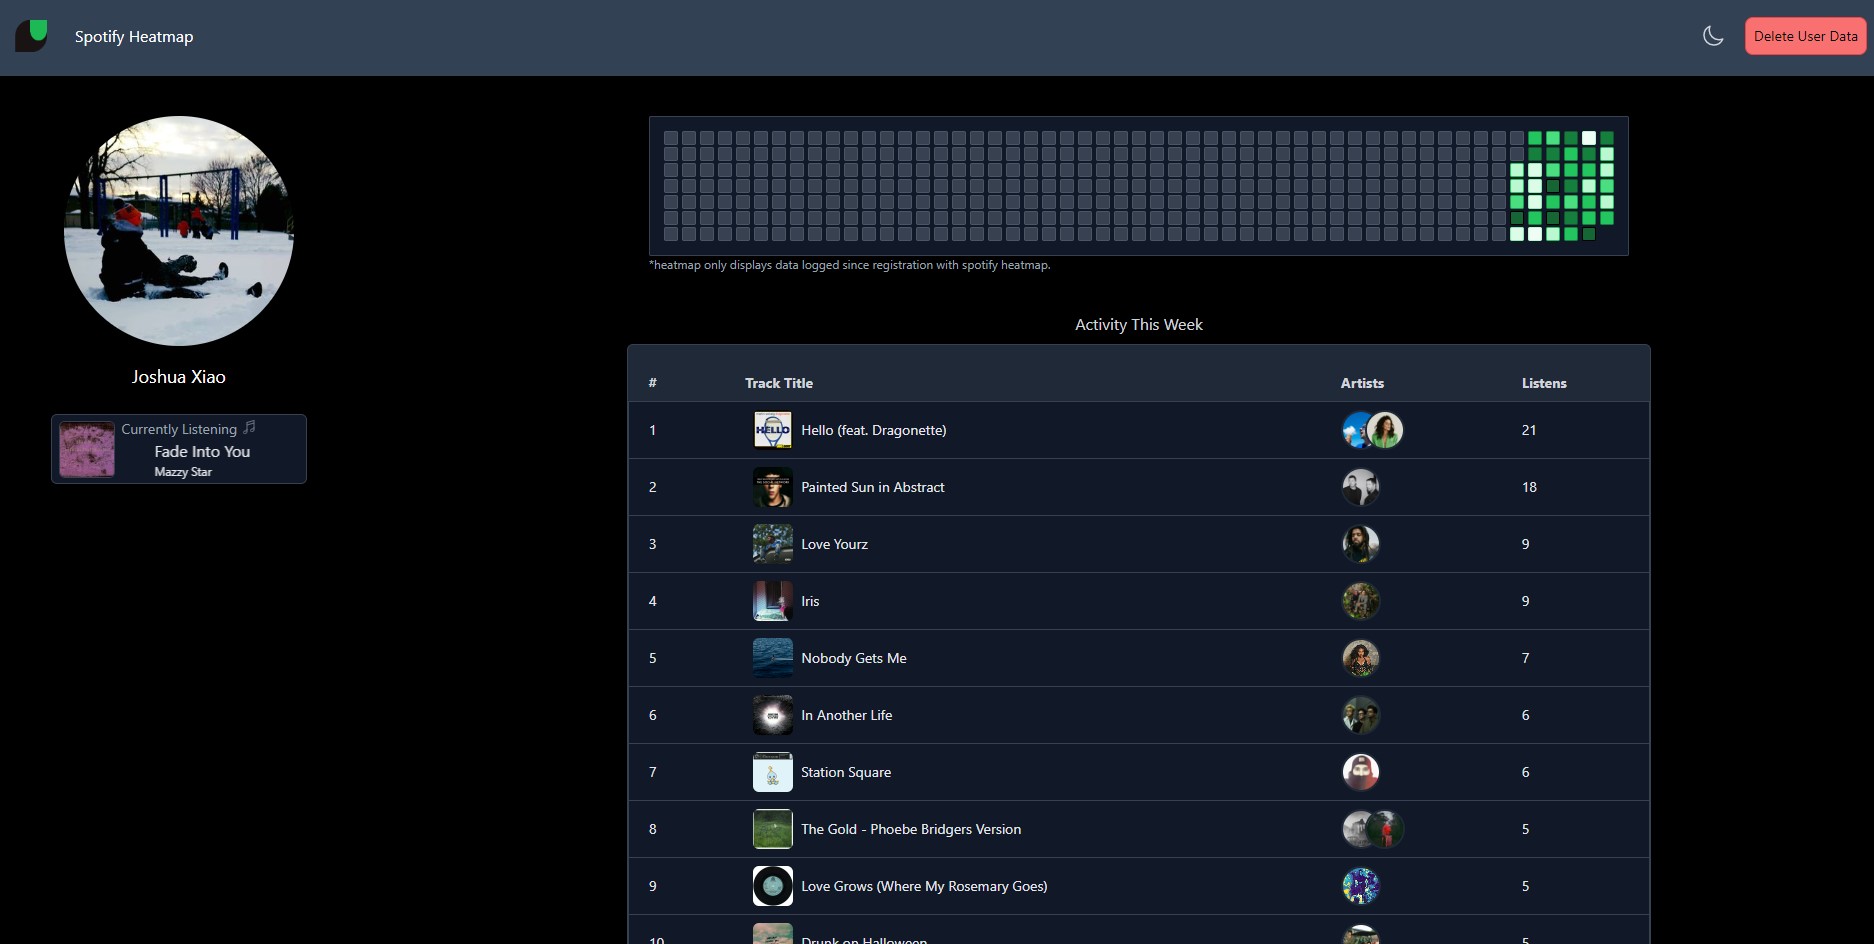 Spotify Heatmap
Delete User Data
*heatmap only displays data logged since registration with spotify heatmap.
Joshua Xiao
Currently Listening
Fade Into You
Mazzy Star
Activity This Week
# Track Title Artists Listens
1 HELLO Hello (feat. Dragonette) 21
2 Painted Sun in Abstract 18
3 Love Yourz 9
4 Iris 9
5 Nobody Gets Me 7
6 In Another Life 6
7 Station Square 6
8 The Gold - Phoebe Bridgers Version 5
9 Love Grows (Where My Rosemary Goes) 5
10 Drunk on Halloween 5